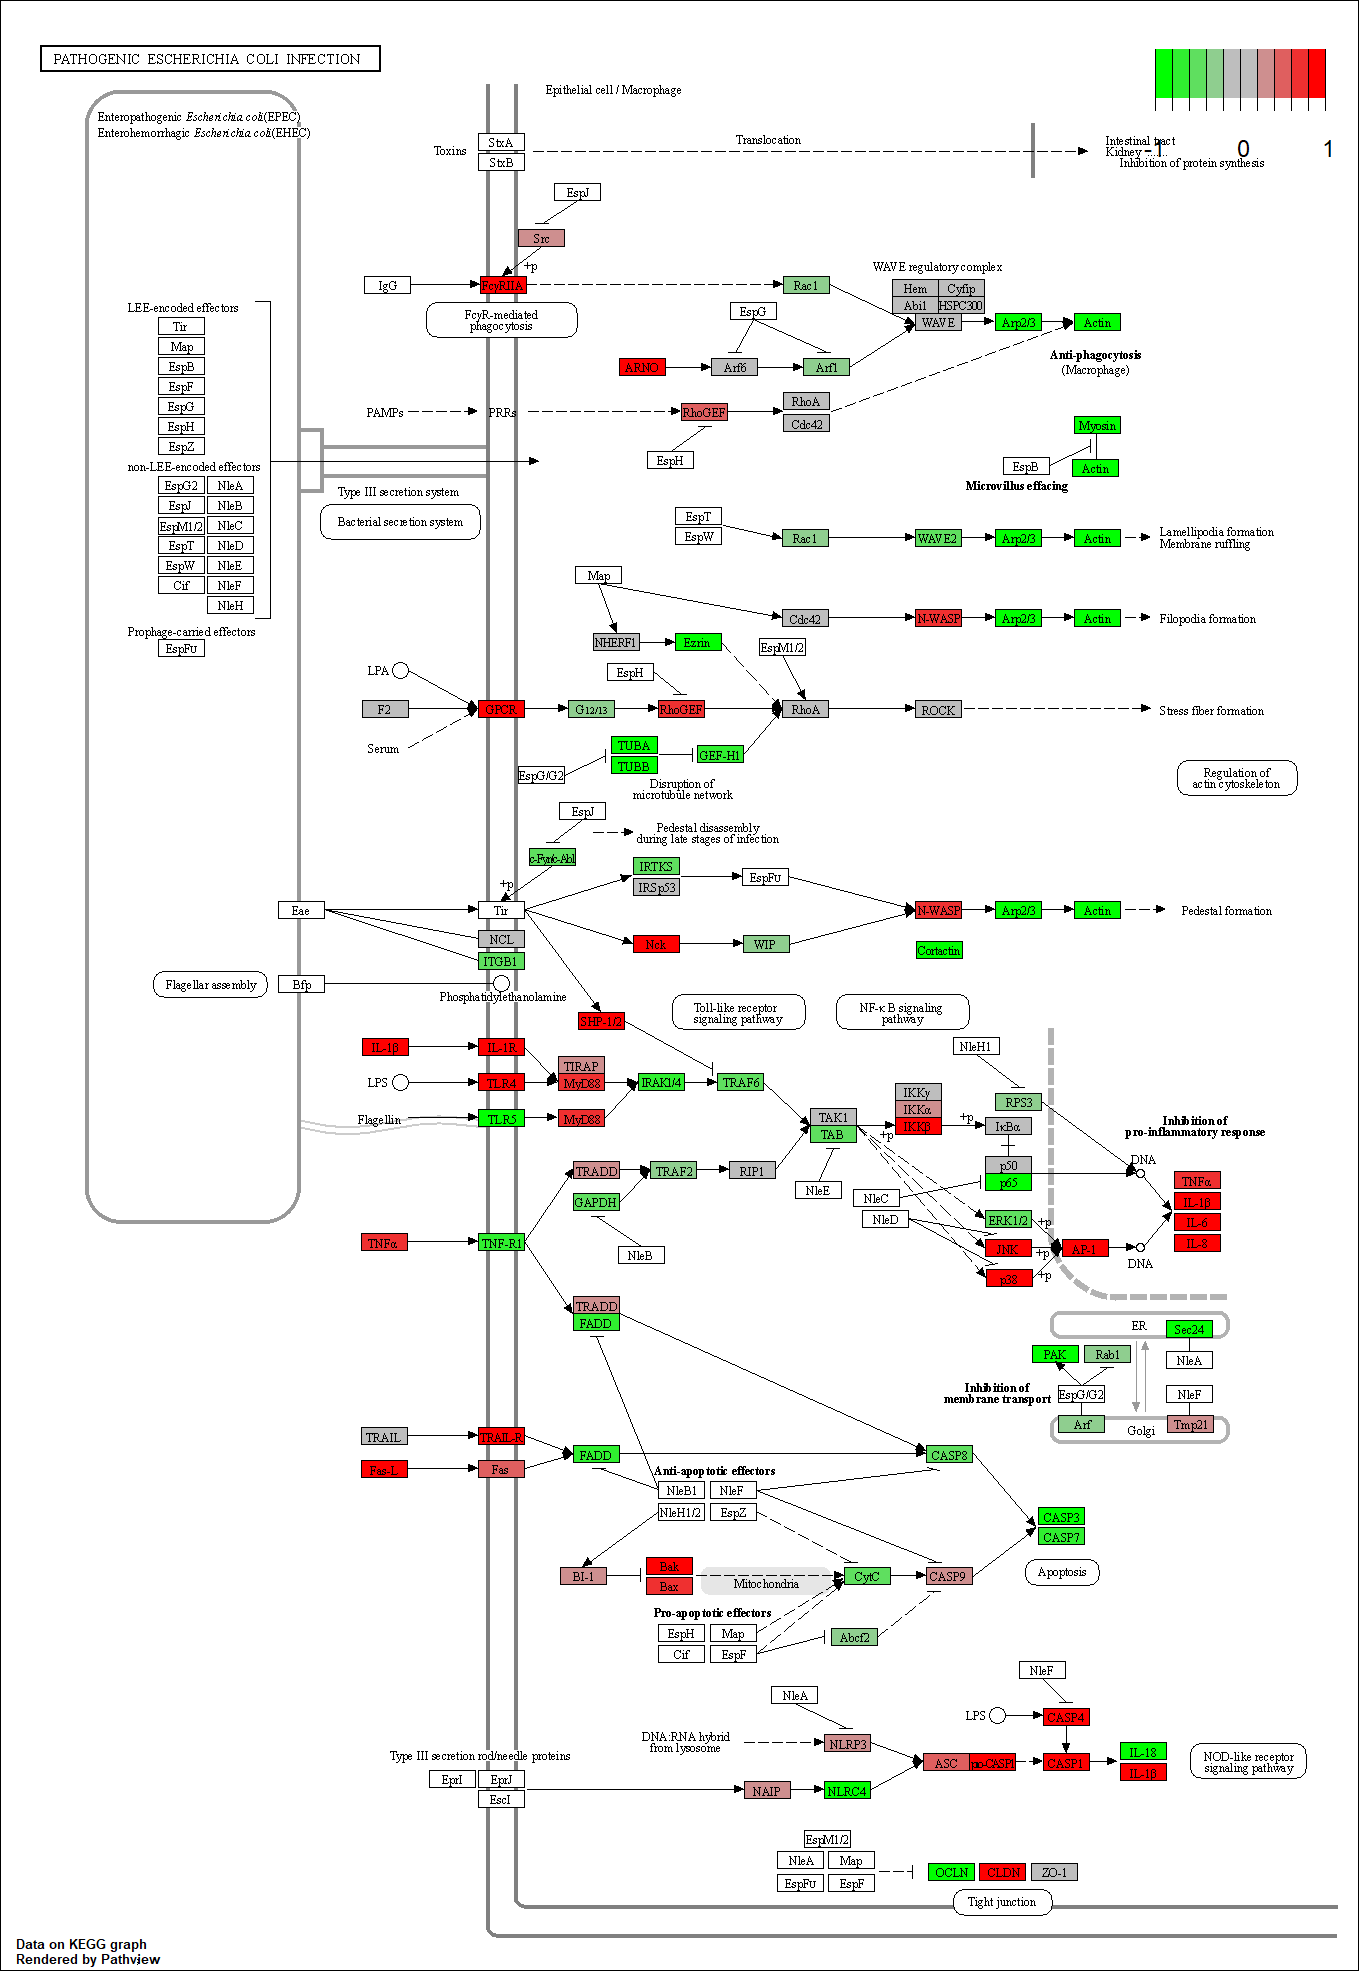 PATHOGENIC ESCHERICHIA COLI INFECTION
-1 0 1
Epithelial cell / Macrophage
Enteropathogenic Escherichia coli(EPEC)
Enterohemorrhagic Escherichia coli(EHEC)
Toxins
StxA
StxB
Translocation
Intestinal tract
Kidney ......
Inhibition of protein synthesis
EspJ
Src
+p
IgG
FcγRIIA
FcγR-mediated
phagocytosis
Rac1
WAVE regulatory complex
Hem
Cyfip
Abi1
HSPC300
WAVE
Arp2/3
Actin
Anti-phagocytosis
(Macrophage)
EspG
ARNO
Arf6
Arf1
PAMPs
PRRs
RhoGEF
RhoA
Cdc42
EspH
Myosin
EspB
Actin
Microvillus effacing
LEE-encoded effectors
Tir
Map
EspB
EspF
EspG
EspH
EspZ
non-LEE-encoded effectors
EspG2
NleA
EspJ
NleB
EspM1/2
NleC
EspT
NleD
EspW
NleE
Cif
NleF
NleH
Prophage-carried effectors
EspFu
Type III secretion system
Bacterial secretion system
EspT
EspW
Rac1
WAVE2
Arp2/3
Actin
Lamellipodia formation
Membrane ruffling
Map
Cdc42
N-WASP
Arp2/3
Actin
Filopodia formation
NHERF1
Ezrin
EspM1/2
LPA
EspH
F2
GPCR
G12/13
RhoGEF
RhoA
ROCK
Stress fiber formation
Serum
TUBA
TUBB
GEF-H1
EspG/G2
Disruption of
microtubule network
Regulation of
actin cytoskeleton
EspJ
Pedestal disassembly
during late stages of infection
c-Fyn/c-Abl
+p
IRTKS
IRSp53
EspFu
Eae
Tir
N-WASP
Arp2/3
Actin
Pedestal formation
NCL
Nck
WIP
Cortactin
ITGB1
Flagellar assembly
Bfp
Phosphatidylethanolamine
SHP-1/2
Toll-like receptor
signaling pathway
NF-κB signaling
pathway
IL-1β
IL-1R
NleH1
TIRAP
LPS
TLR4
MyD88
IRAK1/4
TRAF6
IKKγ
IKKα
IKKβ
RPS3
Flagellin
TLR5
MyD88
TAK1
TAB
+p
+p
IκBα
Inhibition of
pro-inflammatory response
TRADD
TRAF2
RIP1
p50
p65
DNA
NleE
NleC
TNFα
IL-1β
IL-6
IL-8
GAPDH
NleD
ERK1/2
+p
TNFα
TNF-R1
NleB
JNK
+p
AP-1
DNA
p38
+p
TRADD
FADD
ER
Sec24
PAK
Rab1
NleA
Inhibition of
membrane transport
EspG/G2
NleF
Arf
Golgi
Tmp21
TRAIL
TRAIL-R
FADD
CASP8
Fas-L
Fas
Anti-apoptotic effectors
NleB1
NleF
NleH1/2
EspZ
CASP3
CASP7
BI-1
Bak
Bax
Mitochondria
CytC
CASP9
Apoptosis
Pro-apoptotic effectors
EspH
Map
Cif
EspF
Abcf2
NleF
NleA
LPS
CASP4
DNA:RNA hybrid
from lysosome
NLRP3
Type III secretion rod/needle proteins
ASC
pro-CASP1
CASP1
IL-18
IL-1β
NOD-like receptor
signaling pathway
EprI
EprJ
EscI
NAIP
NLRC4
EspM1/2
NleA
Map
EspFu
EspF
OCLN
CLDN
ZO-1
Tight junction
Data on KEGG graph
Rendered by Pathview